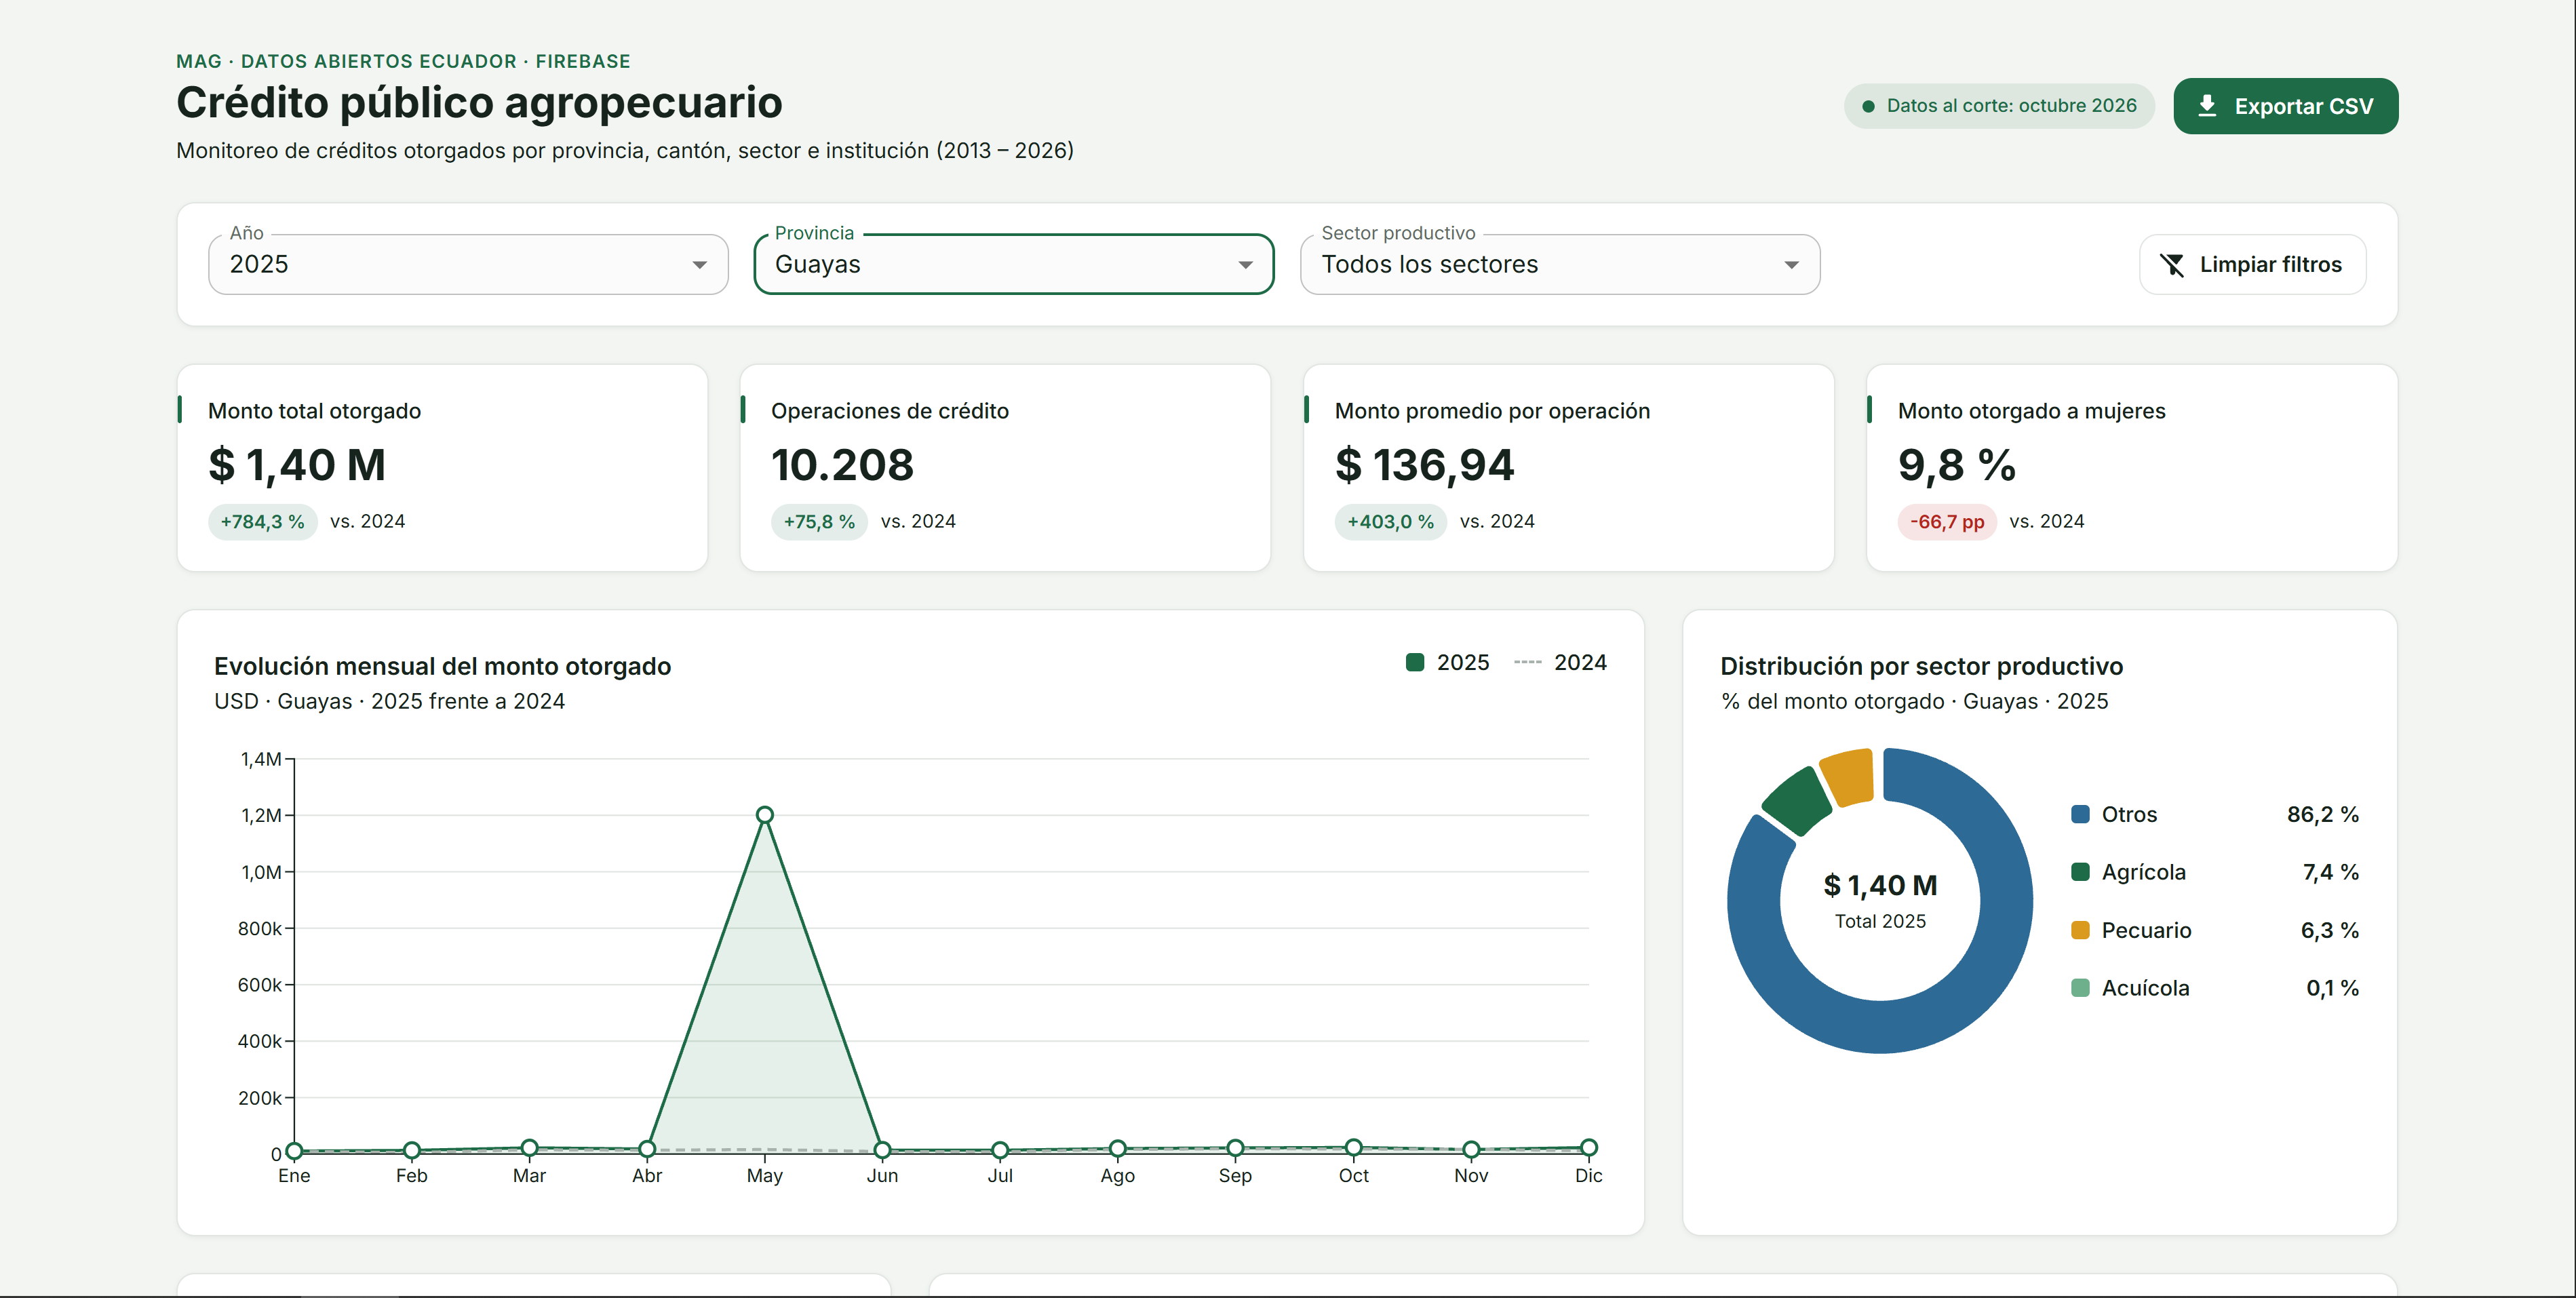 MAG · DATOS ABIERTOS ECUADOR · FIREBASE
Crédito público agropecuario
Monitoreo de créditos otorgados por provincia, cantón, sector e institución (2013 – 2026)
Datos al corte: octubre 2026
Exportar CSV
Año
2025
Provincia
Guayas
Sector productivo
Todos los sectores
Limpiar filtros
Monto total otorgado
$ 1,40 M
+784,3 % vs. 2024
Operaciones de crédito
10.208
+75,8 % vs. 2024
Monto promedio por operación
$ 136,94
+403,0 % vs. 2024
Monto otorgado a mujeres
9,8 %
-66,7 pp vs. 2024
Evolución mensual del monto otorgado
USD · Guayas · 2025 frente a 2024
2025 2024
1,4M
1,2M
1,0M
800k
600k
400k
200k
0
Ene Feb Mar Abr May Jun Jul Ago Sep Oct Nov Dic
Distribución por sector productivo
% del monto otorgado · Guayas · 2025
$ 1,40 M
Total 2025
Otros 86,2 %
Agrícola 7,4 %
Pecuario 6,3 %
Acuícola 0,1 %